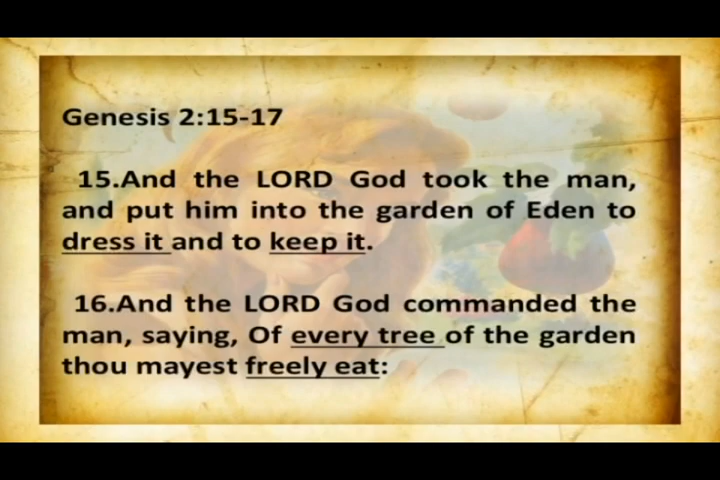 Genesis 2:15-17
15.And the LORD God took the man,
and put him into the garden of Eden to
dress it and to keep it.
16.And the LORD God commanded the
man, saying, Of every tree of the garden
thou mayest freely eat: